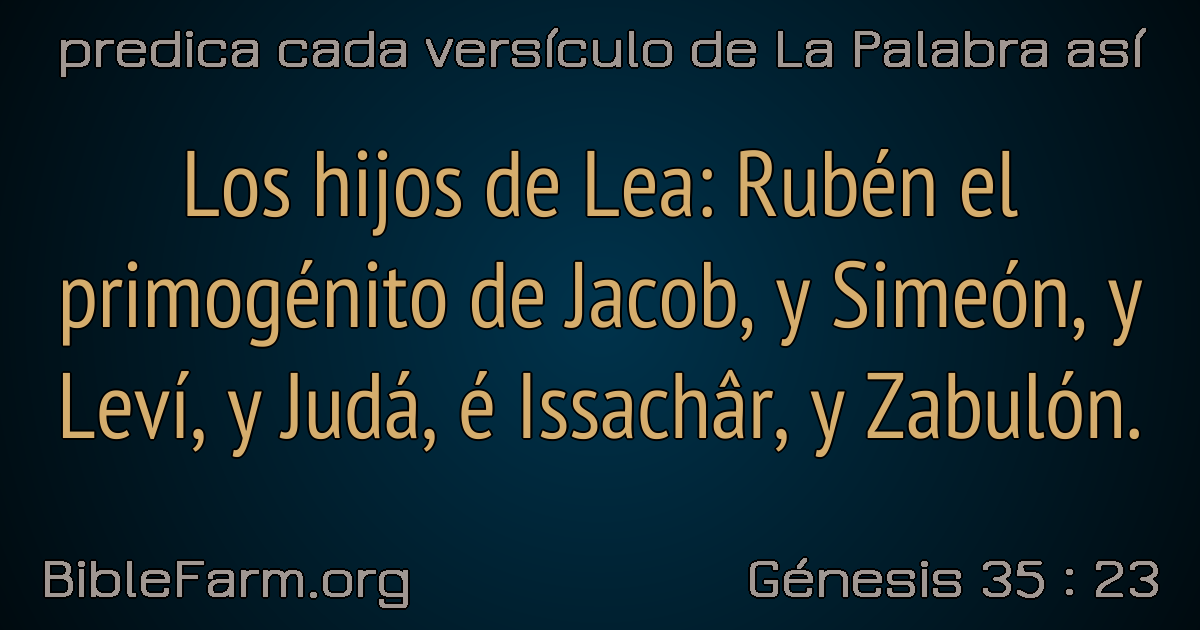 predica cada versículo de La Palabra así
Los hijos de Lea: Rubén el
primogénito de Jacob, y Simeón, y
Leví, y Judá, é Issachâr, y Zabulón.
BibleFarm.org
Génesis 35 : 23